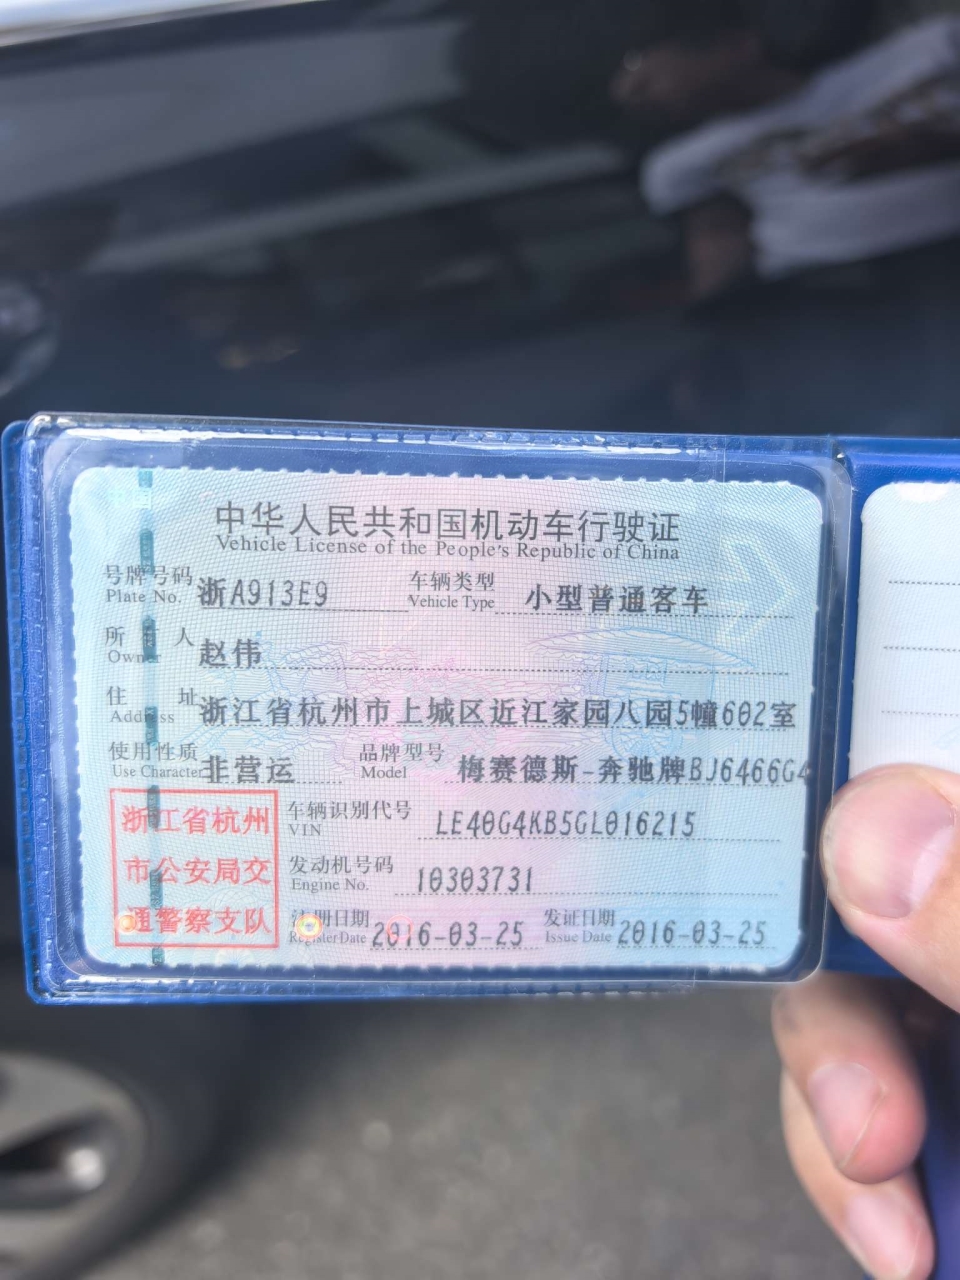 中华人民共和国机动车行驶证
Vehicle License of the People's Republic of China
号牌号码 浙A913E9 车辆类型 小型普通客车
Plate No. Vehicle Type
所有人 赵伟
Owner
住址 浙江省杭州市上城区近江家园八园5幢602室
Address
使用性质 非营运 品牌型号 梅赛德斯-奔驰牌BJ6466G4
Use Character Model
浙江省杭州
市公安局交
通警察支队
车辆识别代号 LE40G4KB5GL016215
VIN
发动机号码 10303731
Engine No.
注册日期 2016-03-25 发证日期 2016-03-25
Register Date Issue Date